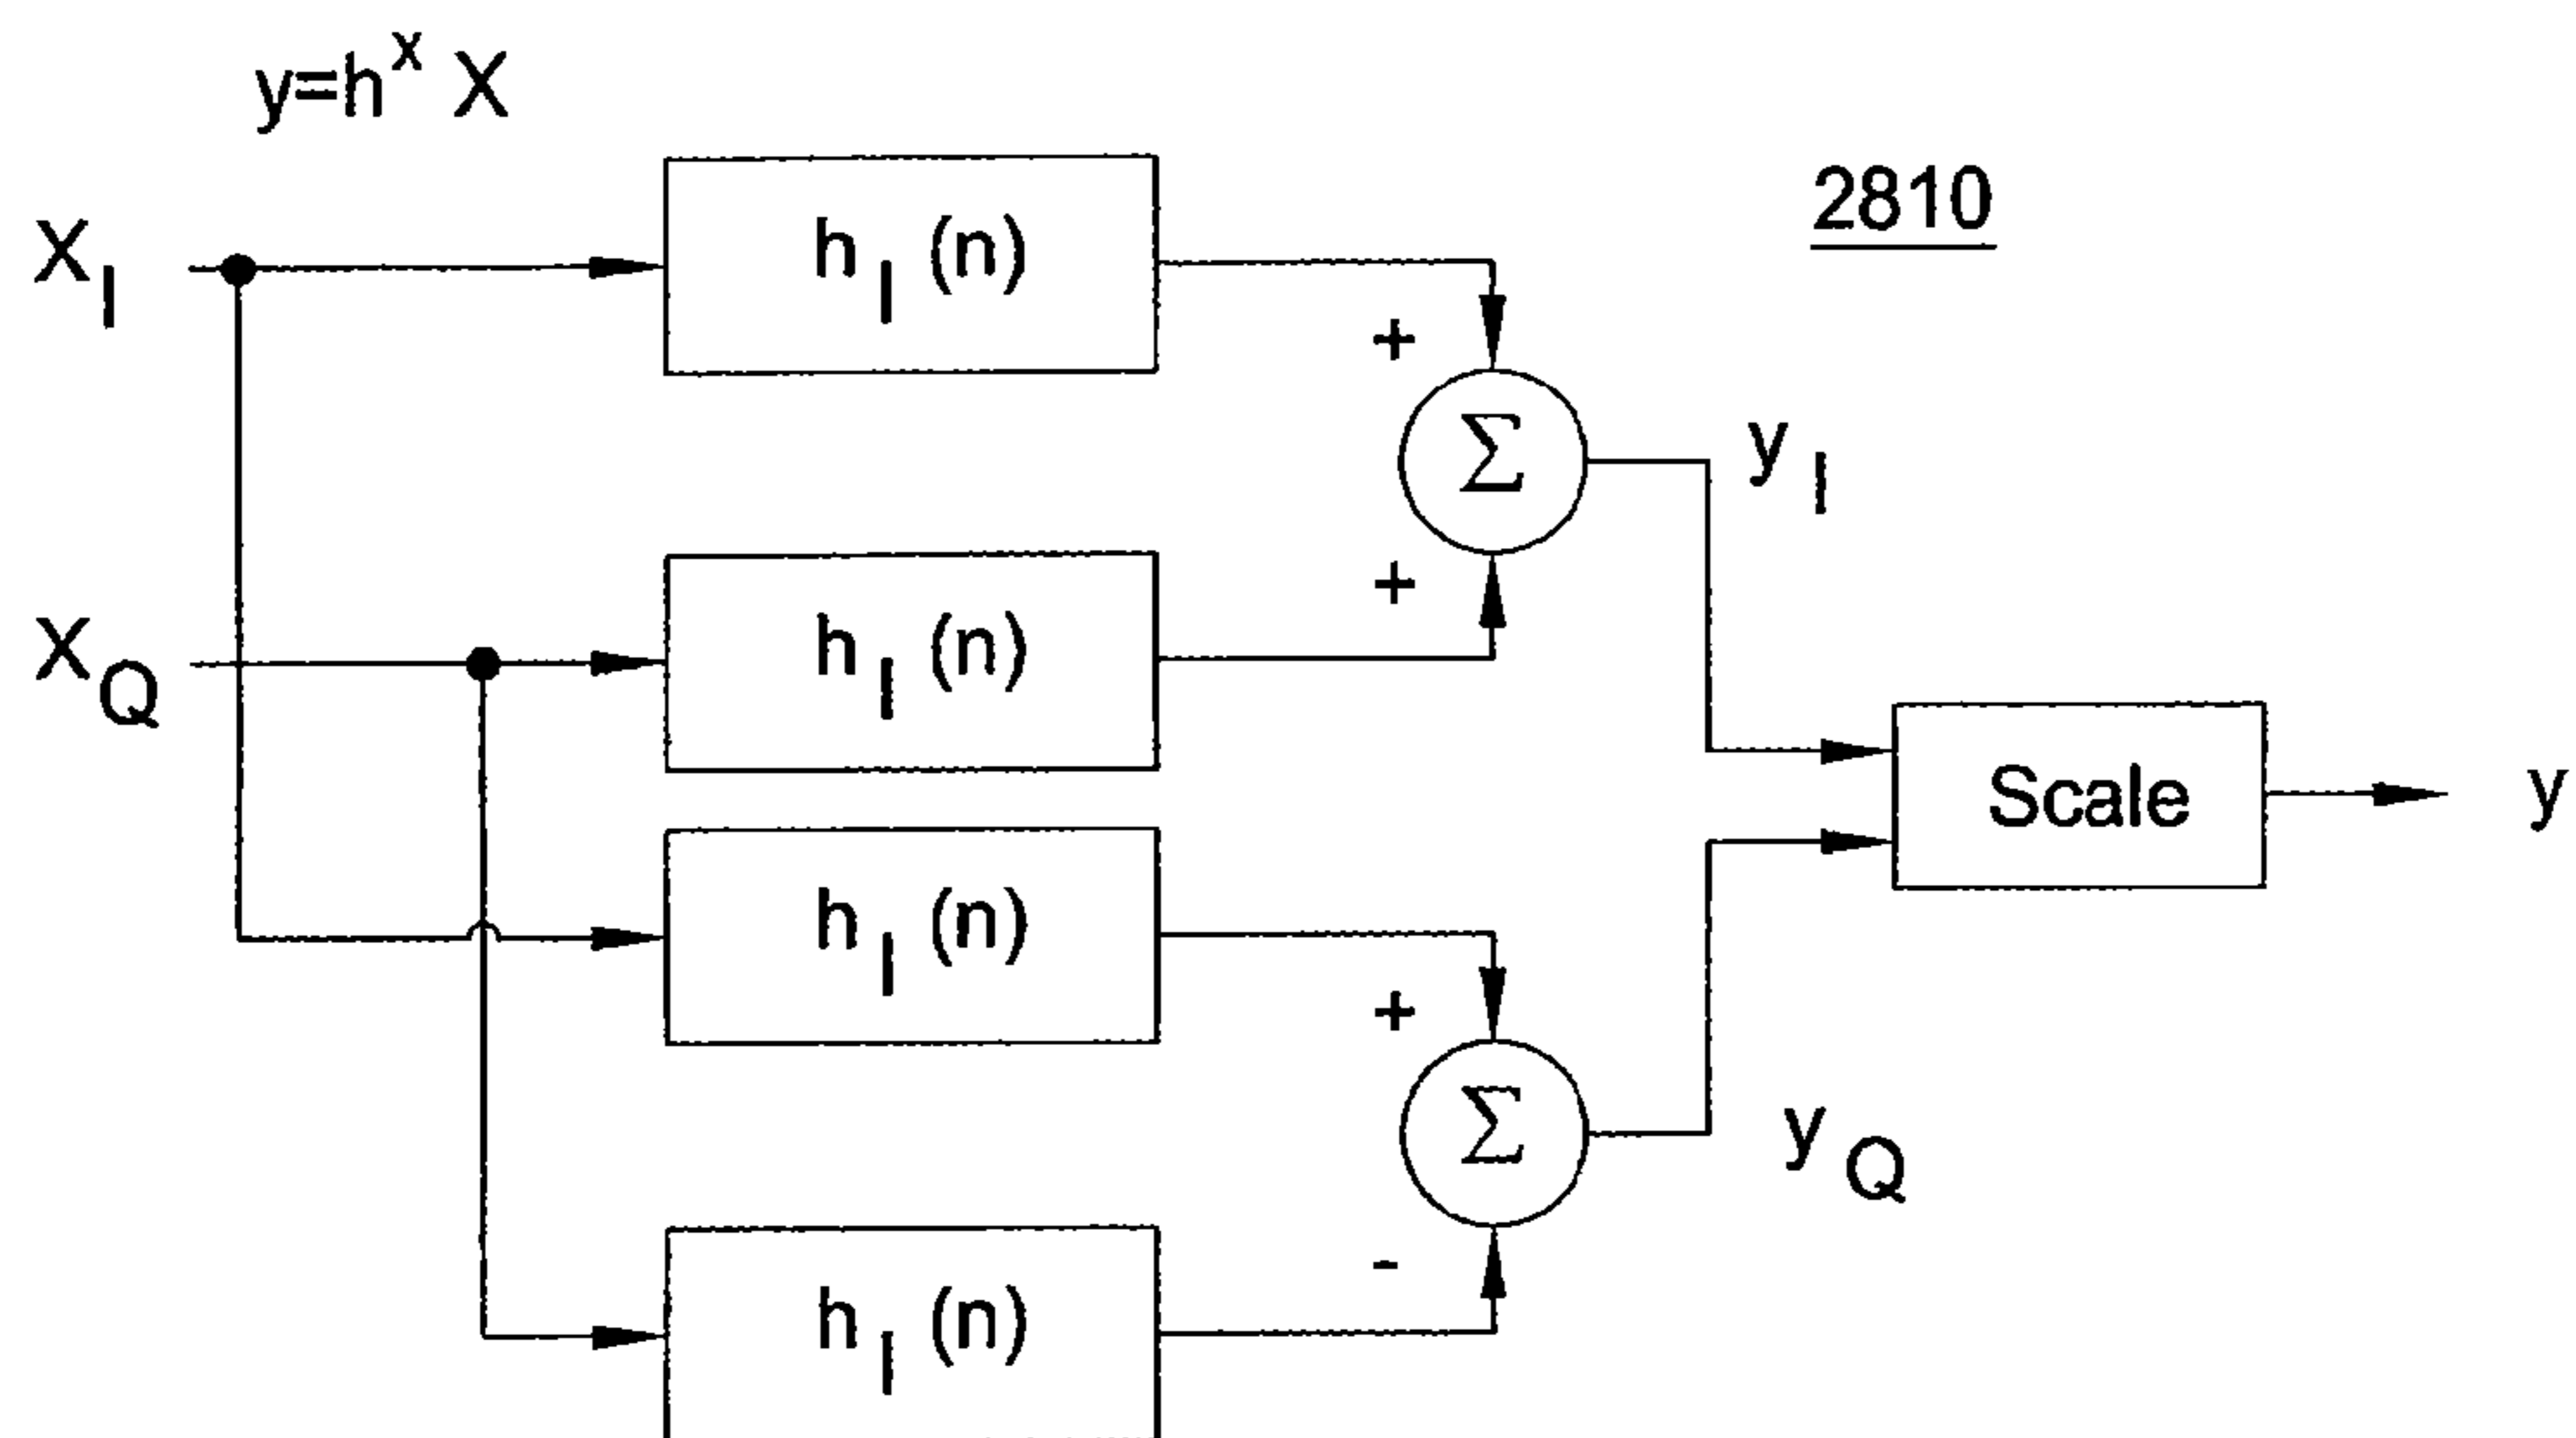 y=h^x X
2810
X_I
h_I (n)
+
Σ
y_I
+
X_Q
h_I (n)
Scale
y
h_I (n)
+
Σ
y_Q
-
h_I (n)